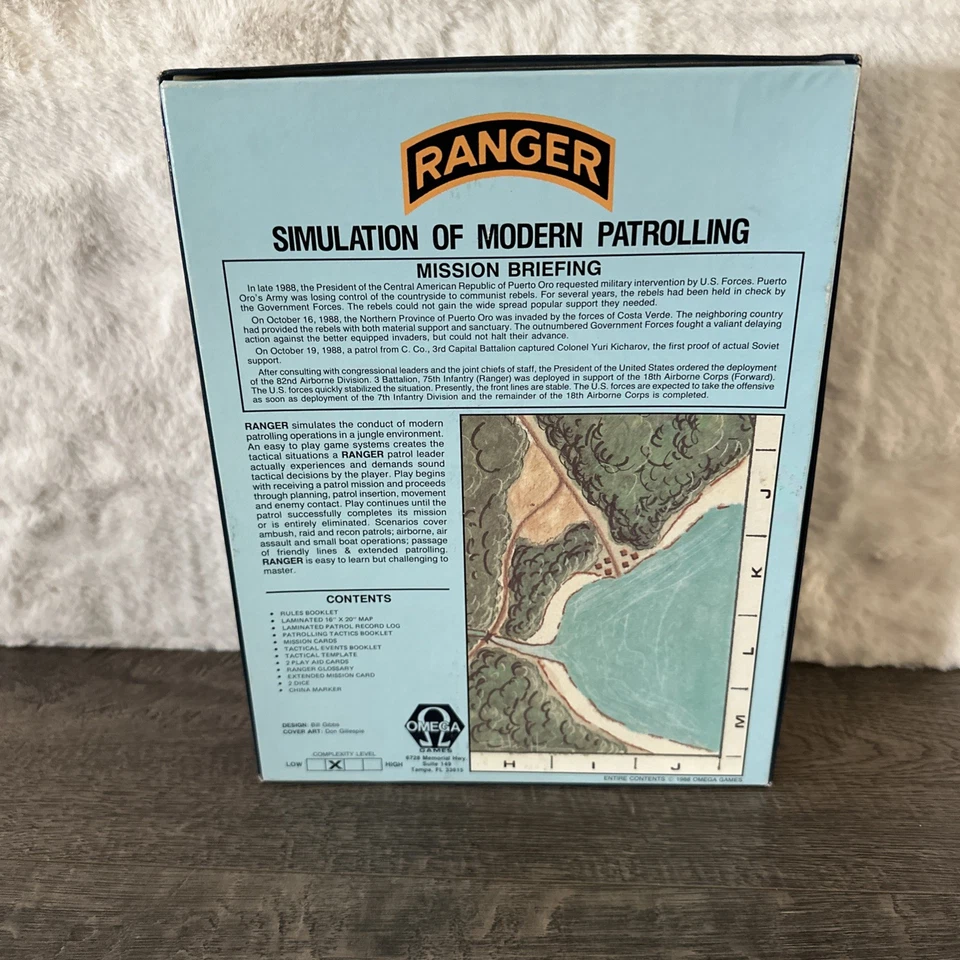 RANGER
SIMULATION OF MODERN PATROLLING
MISSION BRIEFING
In late 1988, the President of the Central American Republic of Puerto Oro requested military intervention by U.S. Forces. Puerto
Oro's Army was losing control of the countryside to communist rebels. For several years, the rebels had been held in check by
the Government Forces. The rebels could not gain the wide spread popular support they needed.
On October 16, 1988, the Northern Province of Puerto Oro was invaded by the forces of Costa Verde. The neighboring country
had provided the rebels with both material support and sanctuary. The outnumbered Government Forces fought a valiant delaying
action against the better equipped invaders, but could not halt their advance.
On October 19, 1988, a patrol from C. Co., 3rd Capital Battalion captured Colonel Yuri Kicharov, the first proof of actual Soviet
support.
After consulting with congressional leaders and the joint chiefs of staff, the President of the United States ordered the deployment
of the 82nd Airborne Division. 3 Battalion, 75th Infantry (Ranger) was deployed in support of the 18th Airborne Corps (Forward).
The U.S. forces quickly stabilized the situation. Presently, the front lines are stable. The U.S. forces are expected to take the offensive
as soon as deployment of the 7th Infantry Division and the remainder of the 18th Airborne Corps is completed.
RANGER simulates the conduct of modern
patrolling operations in a jungle environment.
An easy to play game systems creates the
tactical situations a RANGER patrol leader
actually experiences and demands sound
tactical decisions by the player. Play begins
with receiving a patrol mission and proceeds
through planning, patrol insertion, movement
and enemy contact. Play continues until the
patrol successfully completes its mission
or is entirely eliminated. Scenarios cover
ambush, raid and recon patrols; airborne, air
assault and small boat operations; passage
of friendly lines & extended patrolling.
RANGER is easy to learn but challenging to
master.
CONTENTS
• RULES BOOKLET
• LAMINATED 16" X 20" MAP
• LAMINATED PATROL RECORD LOG
• PATROLLING TACTICS BOOKLET
• MISSION CARDS
• TACTICAL EVENTS BOOKLET
• TACTICAL TEMPLATE
• 2 PLAY AID CARDS
• RANGER GLOSSARY
• EXTENDED MISSION CARD
• 2 DICE
• CHINA MARKER
DESIGN: Bill Gibbs
COVER ART: Don Gillespie
COMPLEXITY LEVEL
LOW X HIGH
OMEGA
GAMES
8728 Memorial Hwy
Suite 149
Tampa, FL 33615
J
K
L
M
H I J
ENTIRE CONTENTS © 1988 OMEGA GAMES